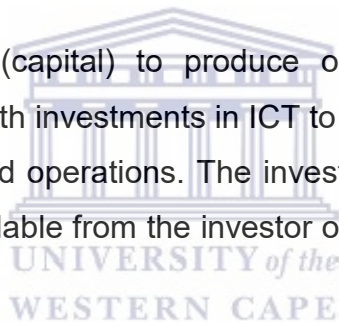 (capital) to produce o
th investments in ICT to
d operations. The invest
lable from the investor o
UNIVERSITY of the
WESTERN CAPE